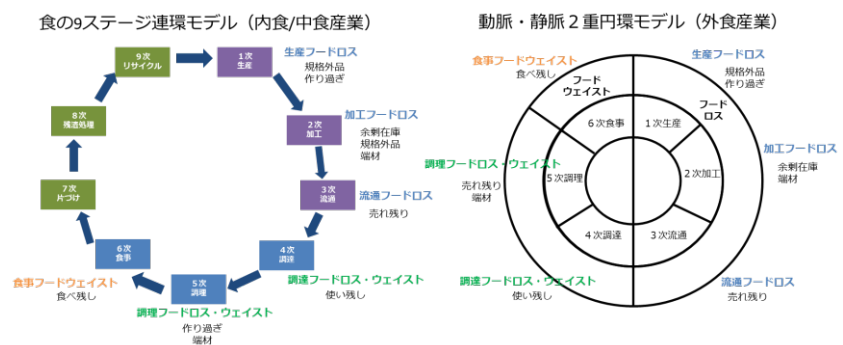 食の9ステージ連環モデル（内食/中食産業）
9次
リサイクル
1次
生産
生産フードロス
規格外品
作り過ぎ
2次
加工
加工フードロス
余剰在庫
規格外品
端材
3次
流通
流通フードロス
売れ残り
4次
調達
調達フードロス・ウェイスト
使い残し
5次
調理
調理フードロス・ウェイスト
作り過ぎ
端材
6次
食事
食事フードウェイスト
食べ残し
7次
片づけ
8次
残渣処理
動脈・静脈２重円環モデル（外食産業）
食事フードウェイスト
食べ残し
フード
ウェイスト
フード
ロス
生産フードロス
規格外品
作り過ぎ
加工フードロス
余剰在庫
端材
流通フードロス
売れ残り
調達フードロス・ウェイスト
使い残し
調理フードロス・ウェイスト
売れ残り
端材
6次食事
1次生産
2次加工
3次流通
4次調達
5次調理